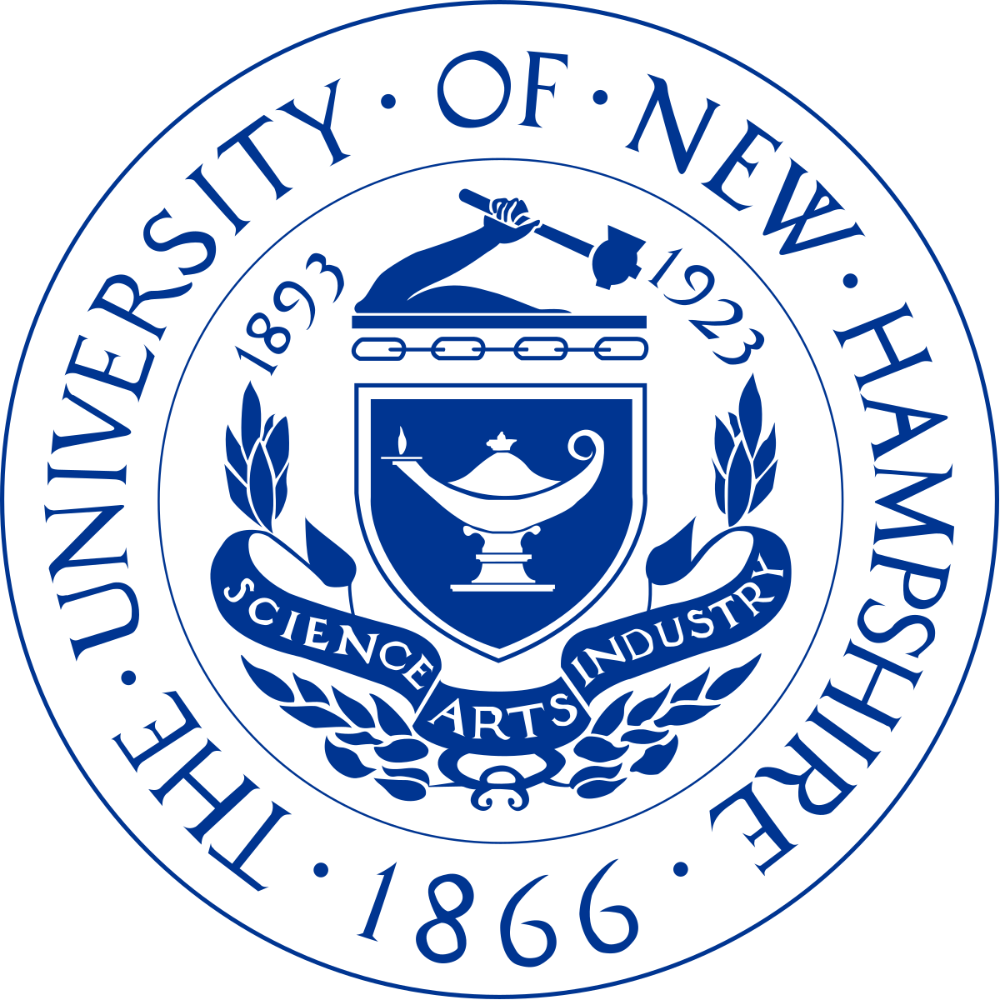 THE · UNIVERSITY · OF · NEW · HAMPSHIRE
· 1866 ·
1893
1923
SCIENCE ARTS INDUSTRY